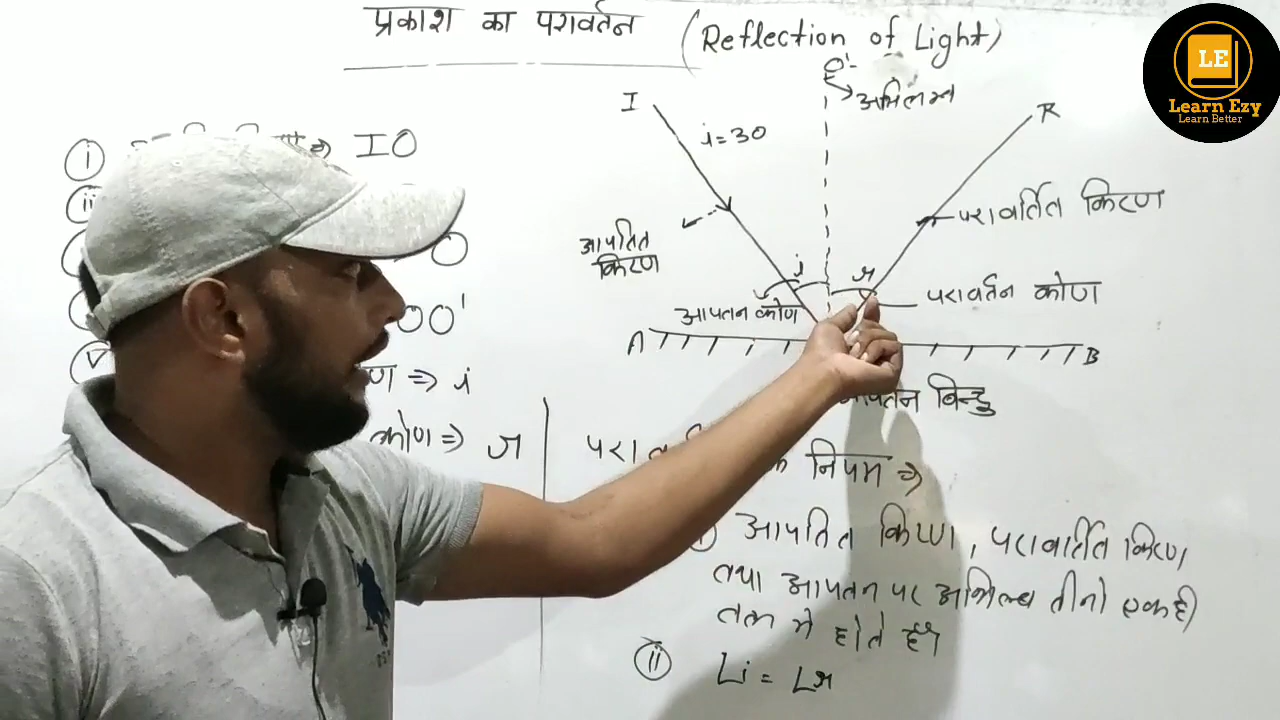 प्रकाश का परावर्तन (Reflection of Light)
LE
Learn Ezy
Learn Better
O'
अभिलम्ब
I
i = 30
R
i IO
ii
O
OO'
v
⇒ i
कोण ⇒ r
आपतित
किरण
परावर्तित किरण
i
r
आपतन कोण
परावर्तन कोण
A
B
बिन्दु
नियम ⇒
आपतित किरण, परावर्तित किरण
तथा आपतन पर अभिलम्ब तीनो एक ही
तल मे होते है
ii ∠i = ∠r